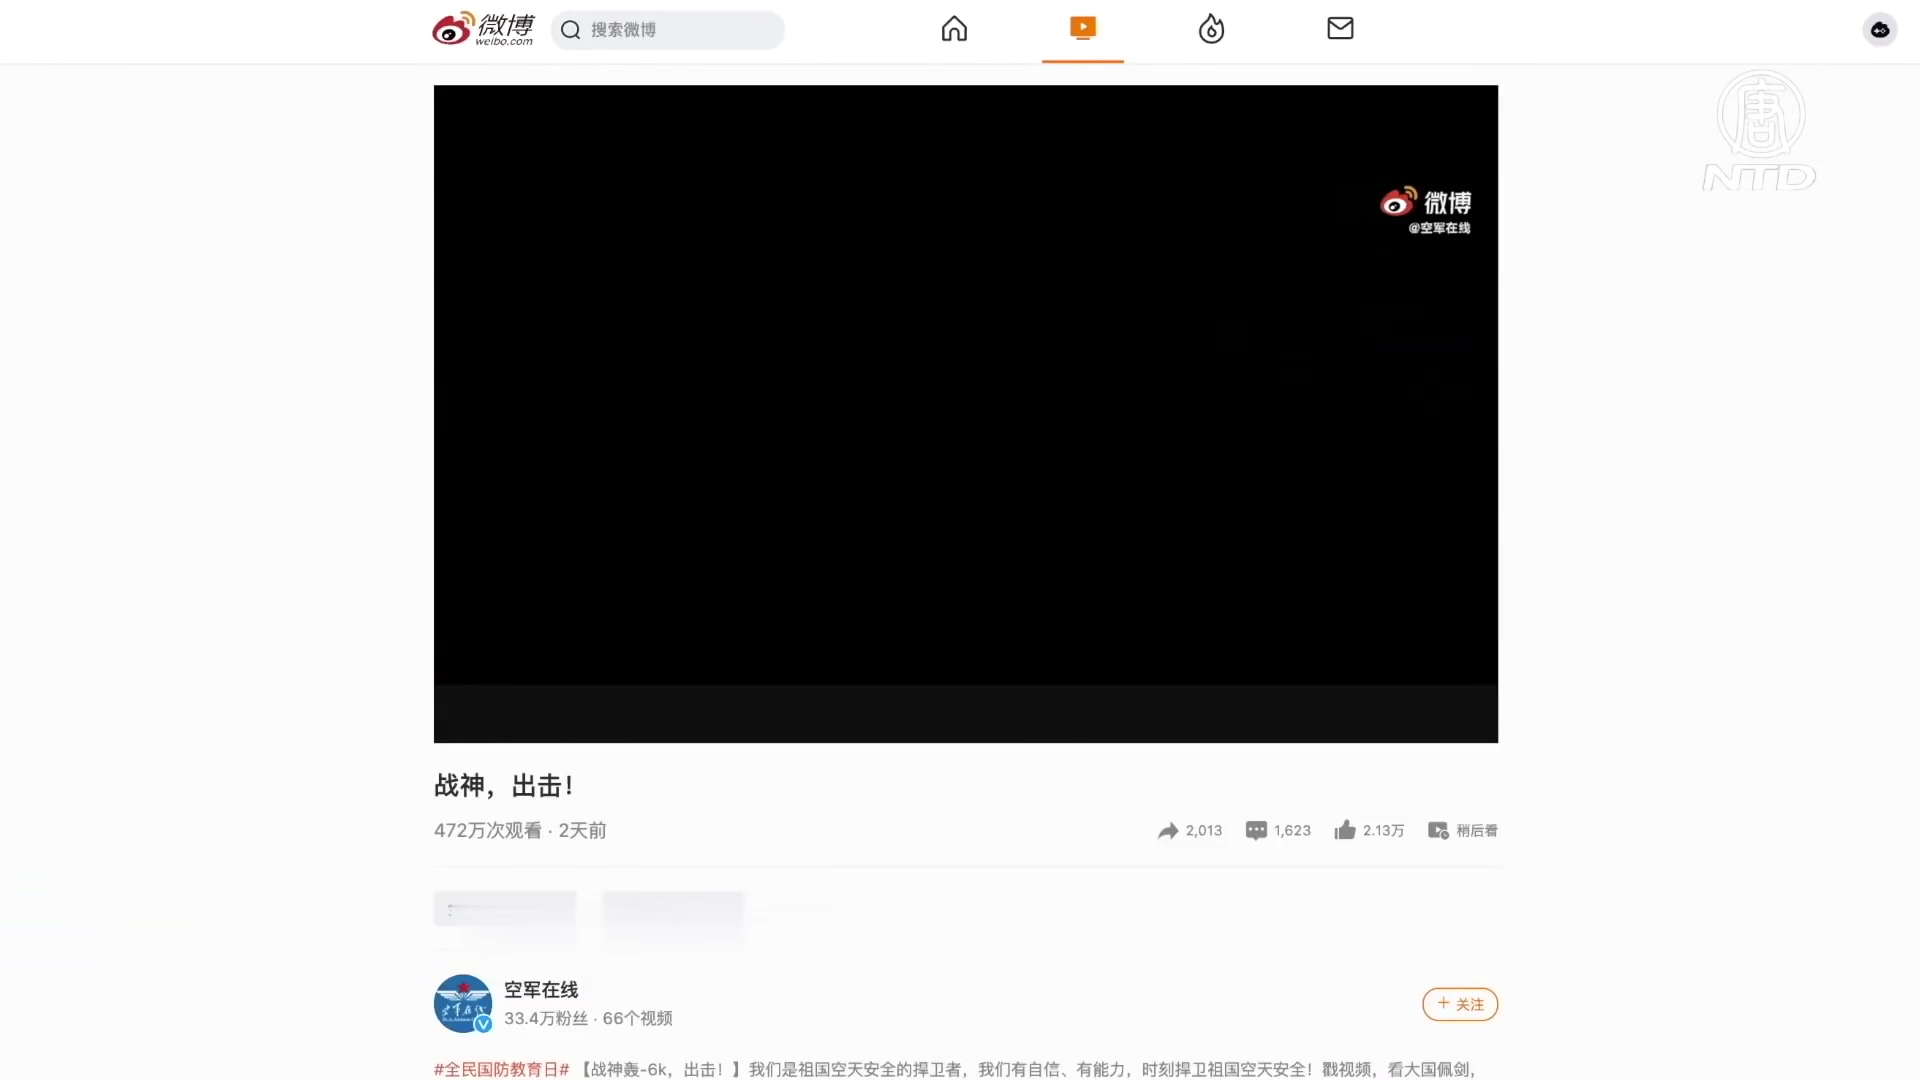 微博
weibo.com
搜索微博
唐
NTD
微博
@空军在线
战神，出击！
472万次观看 · 2天前
2,013
1,623
2.13万
稍后看
空军在线
33.4万粉丝 · 66个视频
+ 关注
#全民国防教育日# 【战神轰-6k，出击！】我们是祖国空天安全的捍卫者，我们有自信、有能力，时刻捍卫祖国空天安全！戳视频，看大国佩剑，